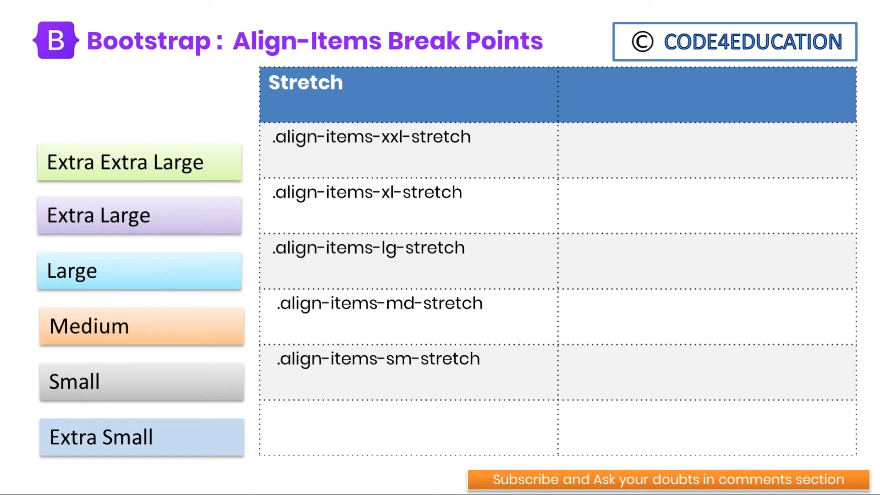 B Bootstrap : Align-Items Break Points
© CODE4EDUCATION
Stretch
Extra Extra Large
.align-items-xxl-stretch
Extra Large
.align-items-xl-stretch
Large
.align-items-lg-stretch
Medium
.align-items-md-stretch
Small
.align-items-sm-stretch
Extra Small
Subscribe and Ask your doubts in comments section